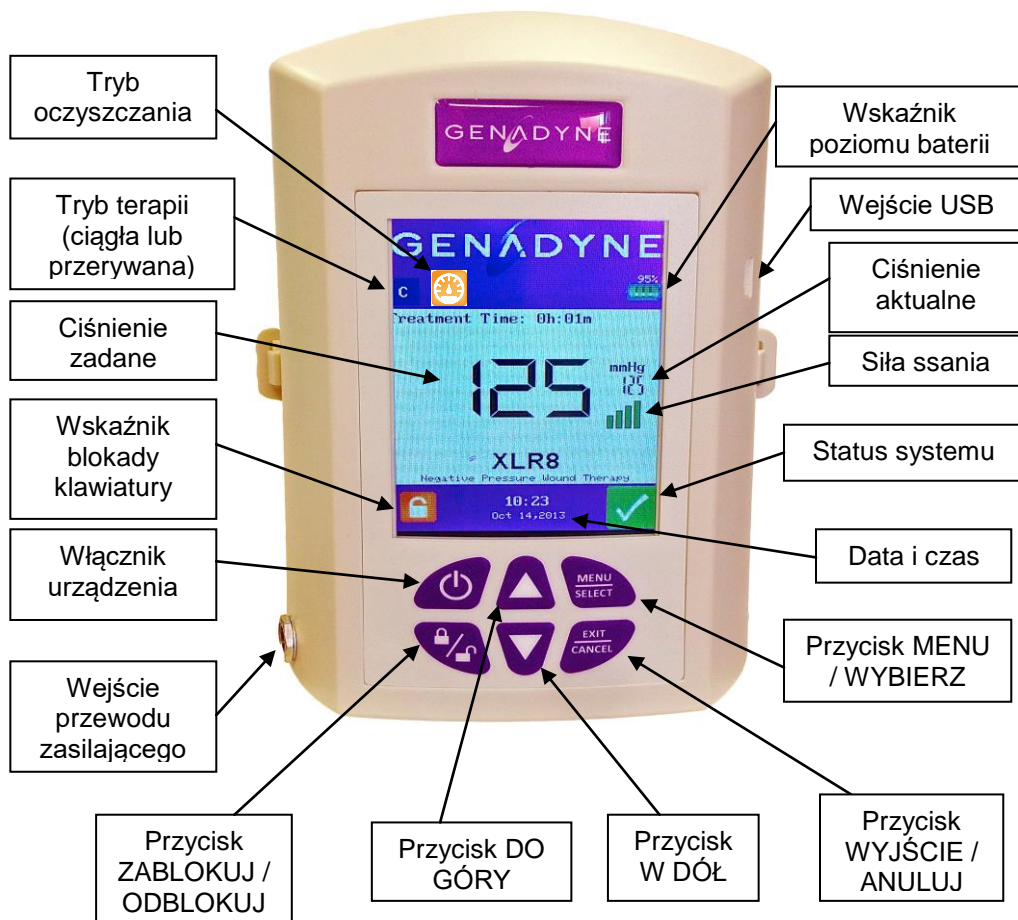 Tryb
oczyszczania
Tryb terapii
(ciągła lub
przerywana)
Ciśnienie
zadane
Wskaźnik
blokady
klawiatury
Włącznik
urządzenia
Wejście
przewodu
zasilającego
GENADYNE
GENADYNE
95%
C
Treatment Time: 0h:01m
125
mmHg
125
XLR8
Negative Pressure Wound Therapy
10:23
Oct 14,2013
MENU
SELECT
EXIT
CANCEL
Wskaźnik
poziomu baterii
Wejście USB
Ciśnienie
aktualne
Siła ssania
Status systemu
Data i czas
Przycisk MENU
/ WYBIERZ
Przycisk
ZABLOKUJ /
ODBLOKUJ
Przycisk DO
GÓRY
Przycisk
W DÓŁ
Przycisk
WYJŚCIE /
ANULUJ